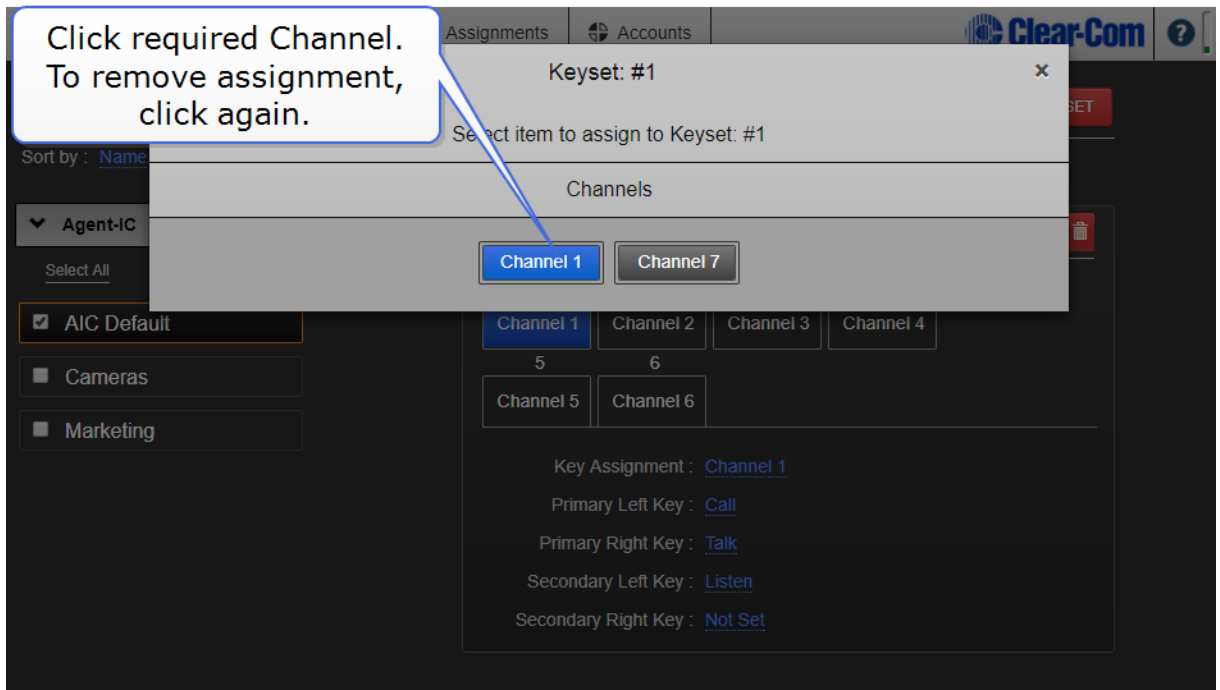 Click required Channel.
To remove assignment,
click again.
Assignments
Accounts
Clear-Com
?
Keyset: #1
×
SET
Select item to assign to Keyset: #1
Sort by : Name
Channels
Agent-IC
Select All
Channel 1 Channel 7
AIC Default
Channel 1 Channel 2 Channel 3 Channel 4
5 6
Cameras
Channel 5 Channel 6
Marketing
Key Assignment : Channel 1
Primary Left Key : Call
Primary Right Key : Talk
Secondary Left Key : Listen
Secondary Right Key : Not Set